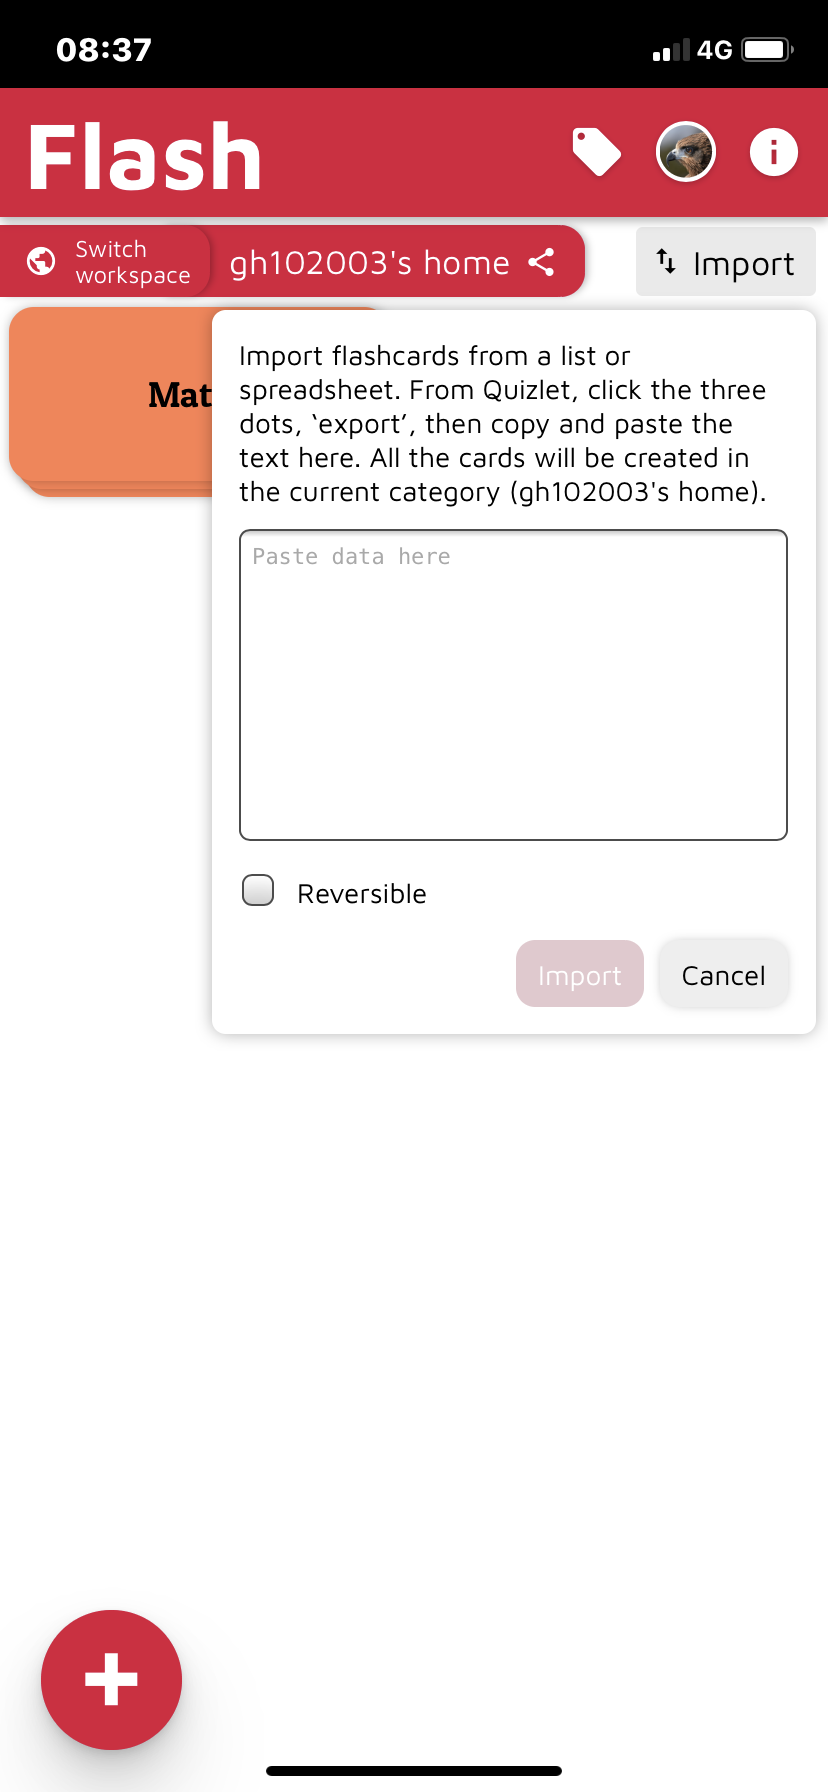 08:37
4G
Flash
Switch
workspace
gh102003's home
Import
Mat
Import flashcards from a list or
spreadsheet. From Quizlet, click the three
dots, ‘export’, then copy and paste the
text here. All the cards will be created in
the current category (gh102003's home).
Paste data here
Reversible
Import
Cancel